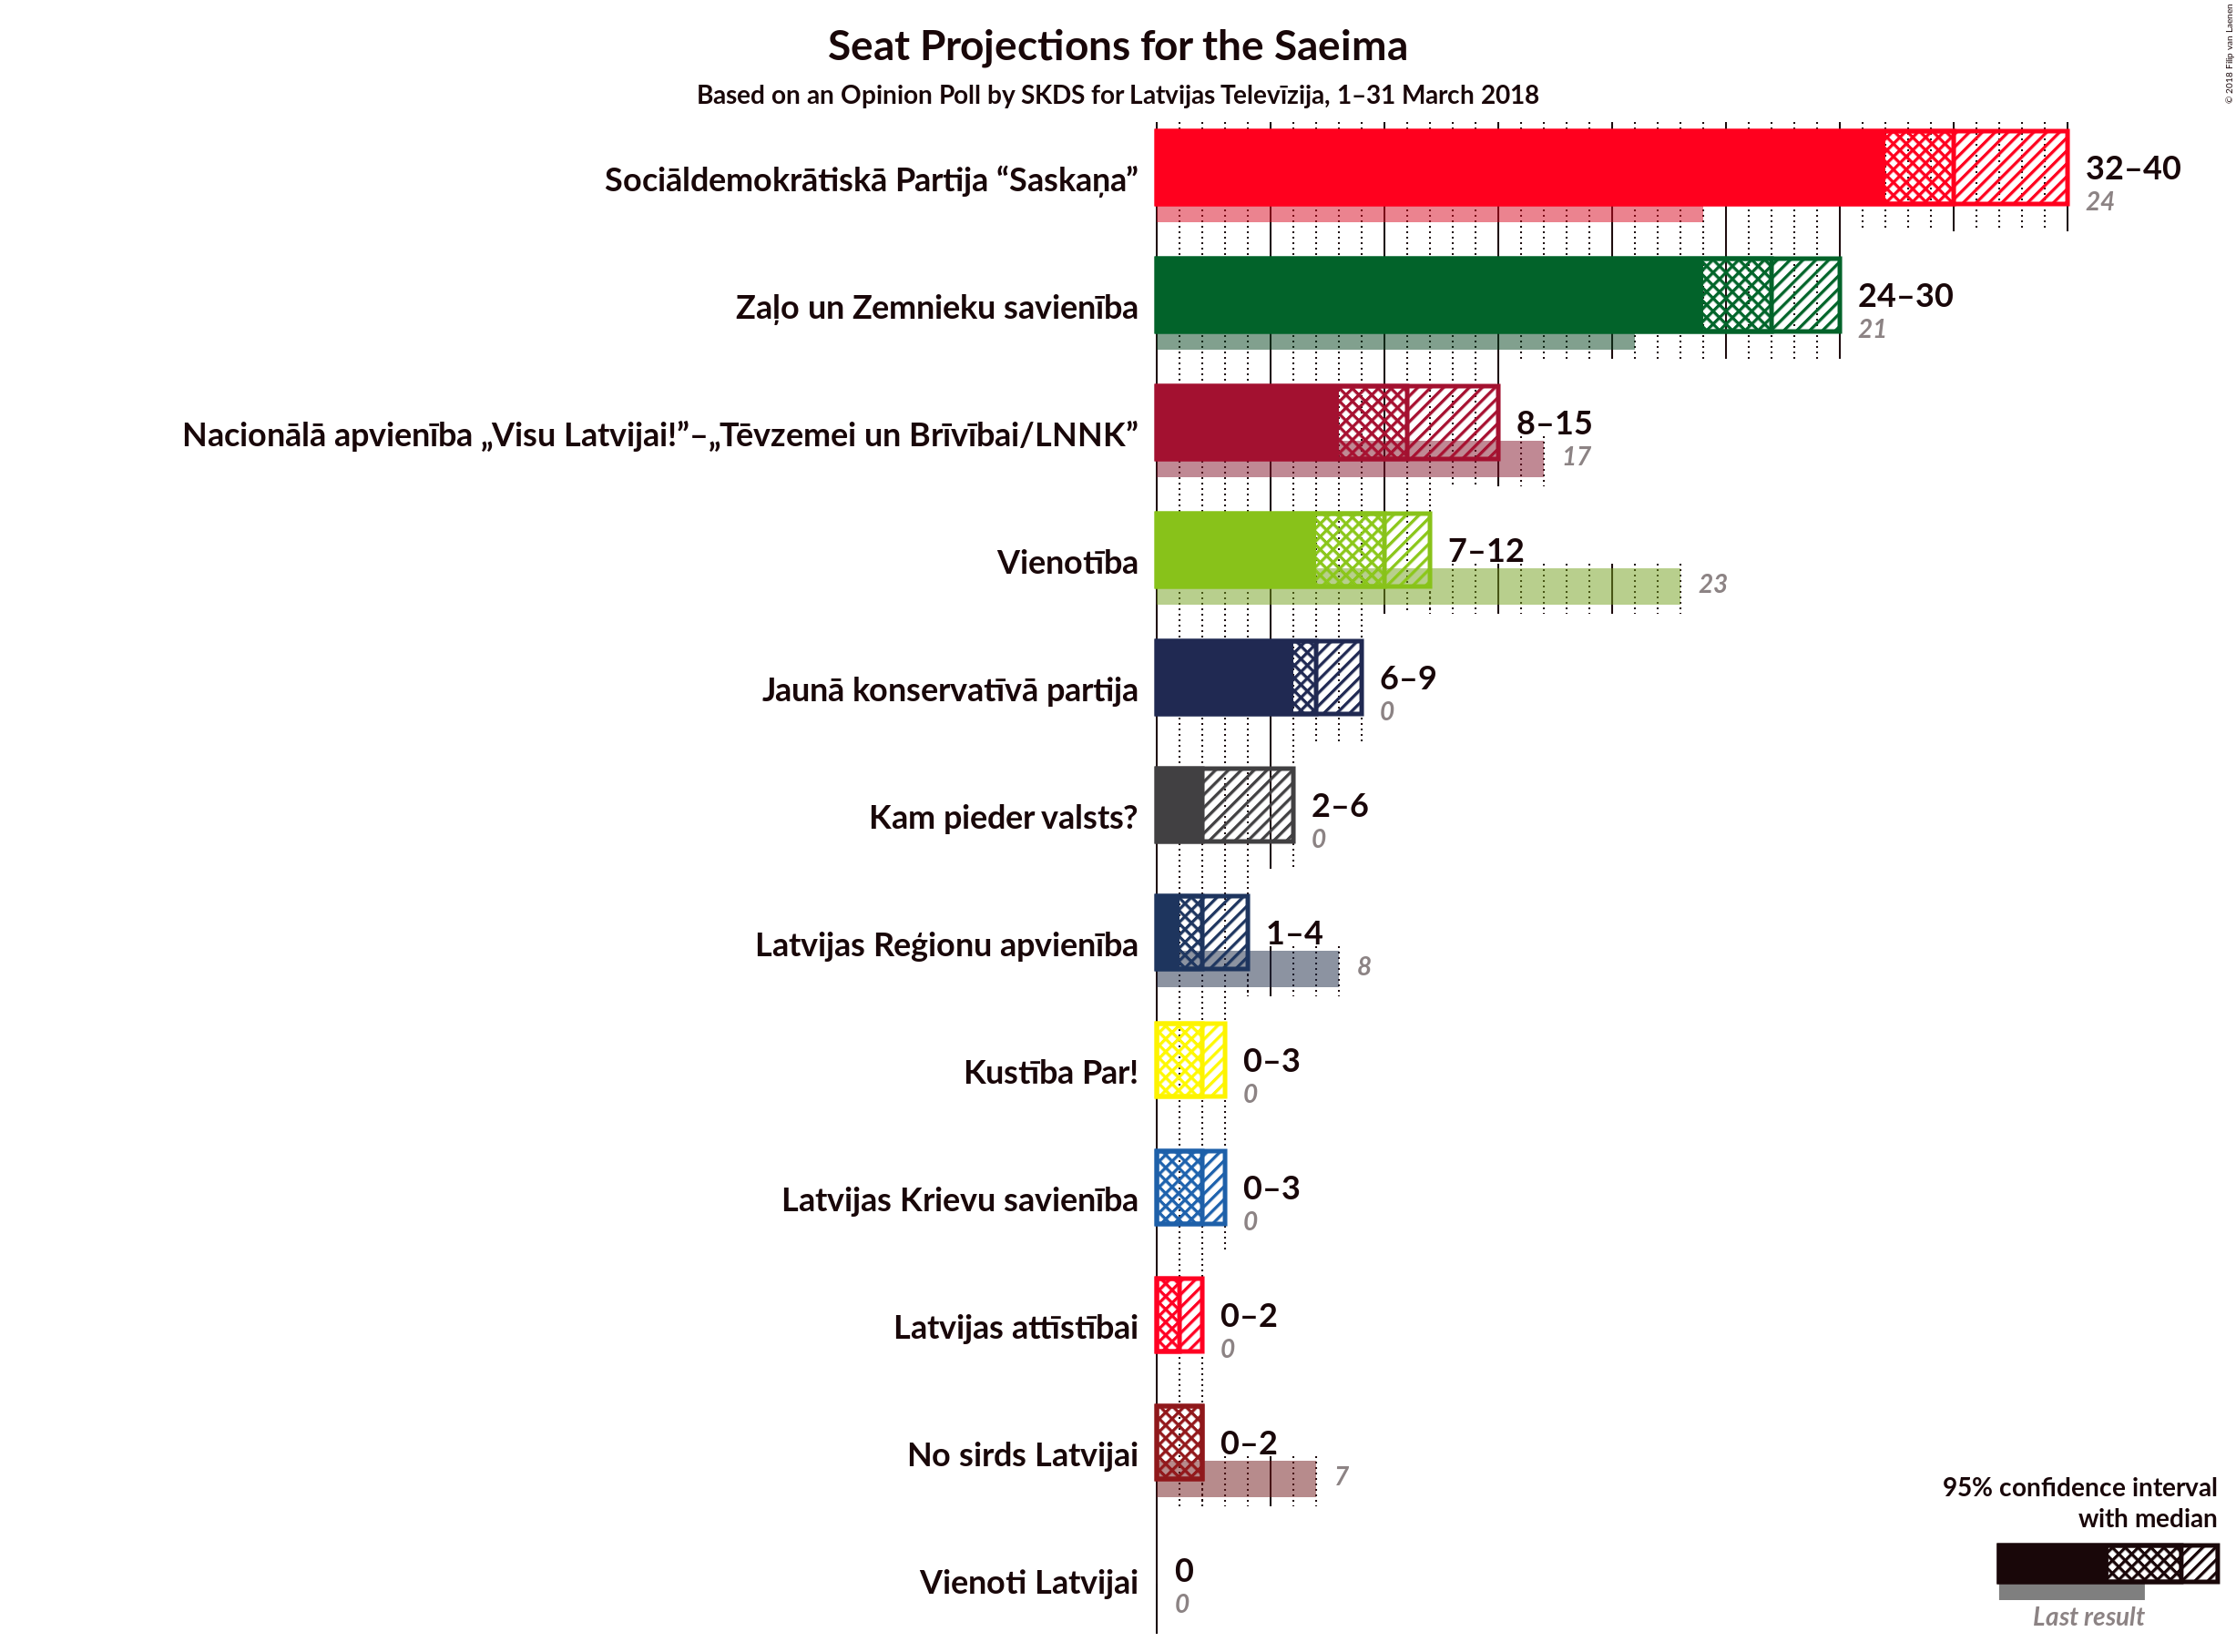 © 2018 Filip van Laenen
Seat Projections for the Saeima
Based on an Opinion Poll by SKDS for Latvijas Televīzija, 1–31 March 2018
Sociāldemokrātiskā Partija “Saskaņa”
32–40
24
Zaļo un Zemnieku savienība
24–30
21
Nacionālā apvienība „Visu Latvijai!”–„Tēvzemei un Brīvībai/LNNK”
8–15
17
Vienotība
7–12
23
Jaunā konservatīvā partija
6–9
0
Kam pieder valsts?
2–6
0
Latvijas Reģionu apvienība
1–4
8
Kustība Par!
0–3
0
Latvijas Krievu savienība
0–3
0
Latvijas attīstībai
0–2
0
No sirds Latvijai
0–2
7
Vienoti Latvijai
0
0
95% confidence interval
with median
Last result